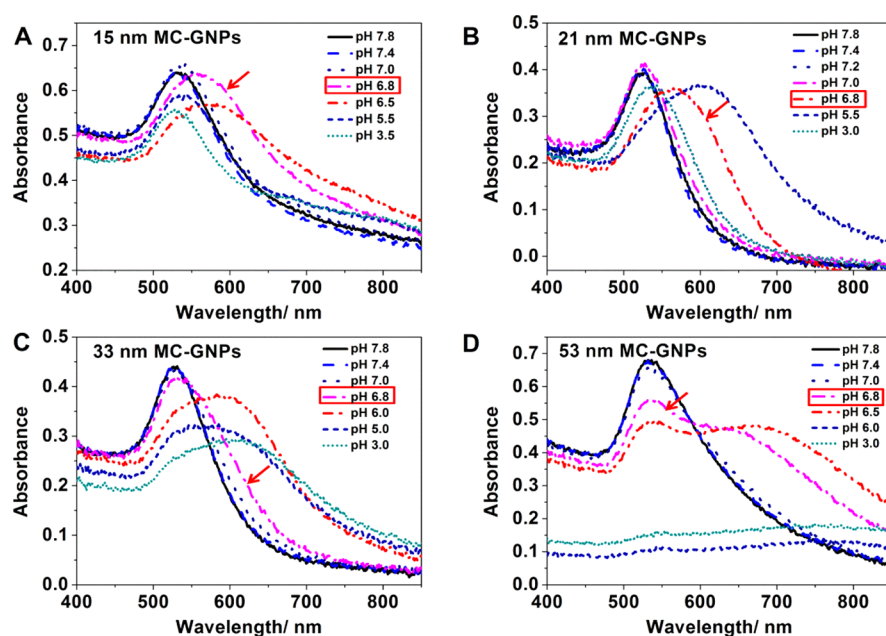 A
15 nm MC-GNPs
pH 7.8
pH 7.4
pH 7.0
pH 6.8
pH 6.5
pH 5.5
pH 3.5
Absorbance
0.7
0.6
0.5
0.4
0.3
0.2
400 500 600 700 800
Wavelength/ nm
B
21 nm MC-GNPs
pH 7.8
pH 7.4
pH 7.2
pH 7.0
pH 6.8
pH 5.5
pH 3.0
Absorbance
0.5
0.4
0.3
0.2
0.1
0.0
400 500 600 700 800
Wavelength/ nm
C
33 nm MC-GNPs
pH 7.8
pH 7.4
pH 7.0
pH 6.8
pH 6.0
pH 5.0
pH 3.0
Absorbance
0.5
0.4
0.3
0.2
0.1
0.0
400 500 600 700 800
Wavelength/ nm
D
53 nm MC-GNPs
pH 7.8
pH 7.4
pH 7.0
pH 6.8
pH 6.5
pH 6.0
pH 3.0
Absorbance
0.7
0.6
0.5
0.4
0.3
0.2
0.1
0.0
400 500 600 700 800
Wavelength/ nm